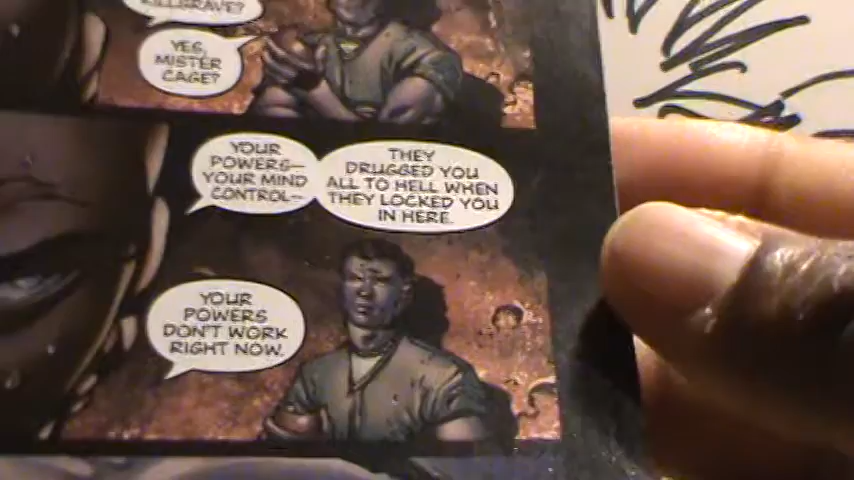 KILLGRAVE?
YES,
MISTER
CAGE?
YOUR
POWERS—
YOUR MIND
CONTROL—
THEY
DRUGGED YOU
ALL TO HELL WHEN
THEY LOCKED YOU
IN HERE.
YOUR
POWERS
DON'T WORK
RIGHT NOW.